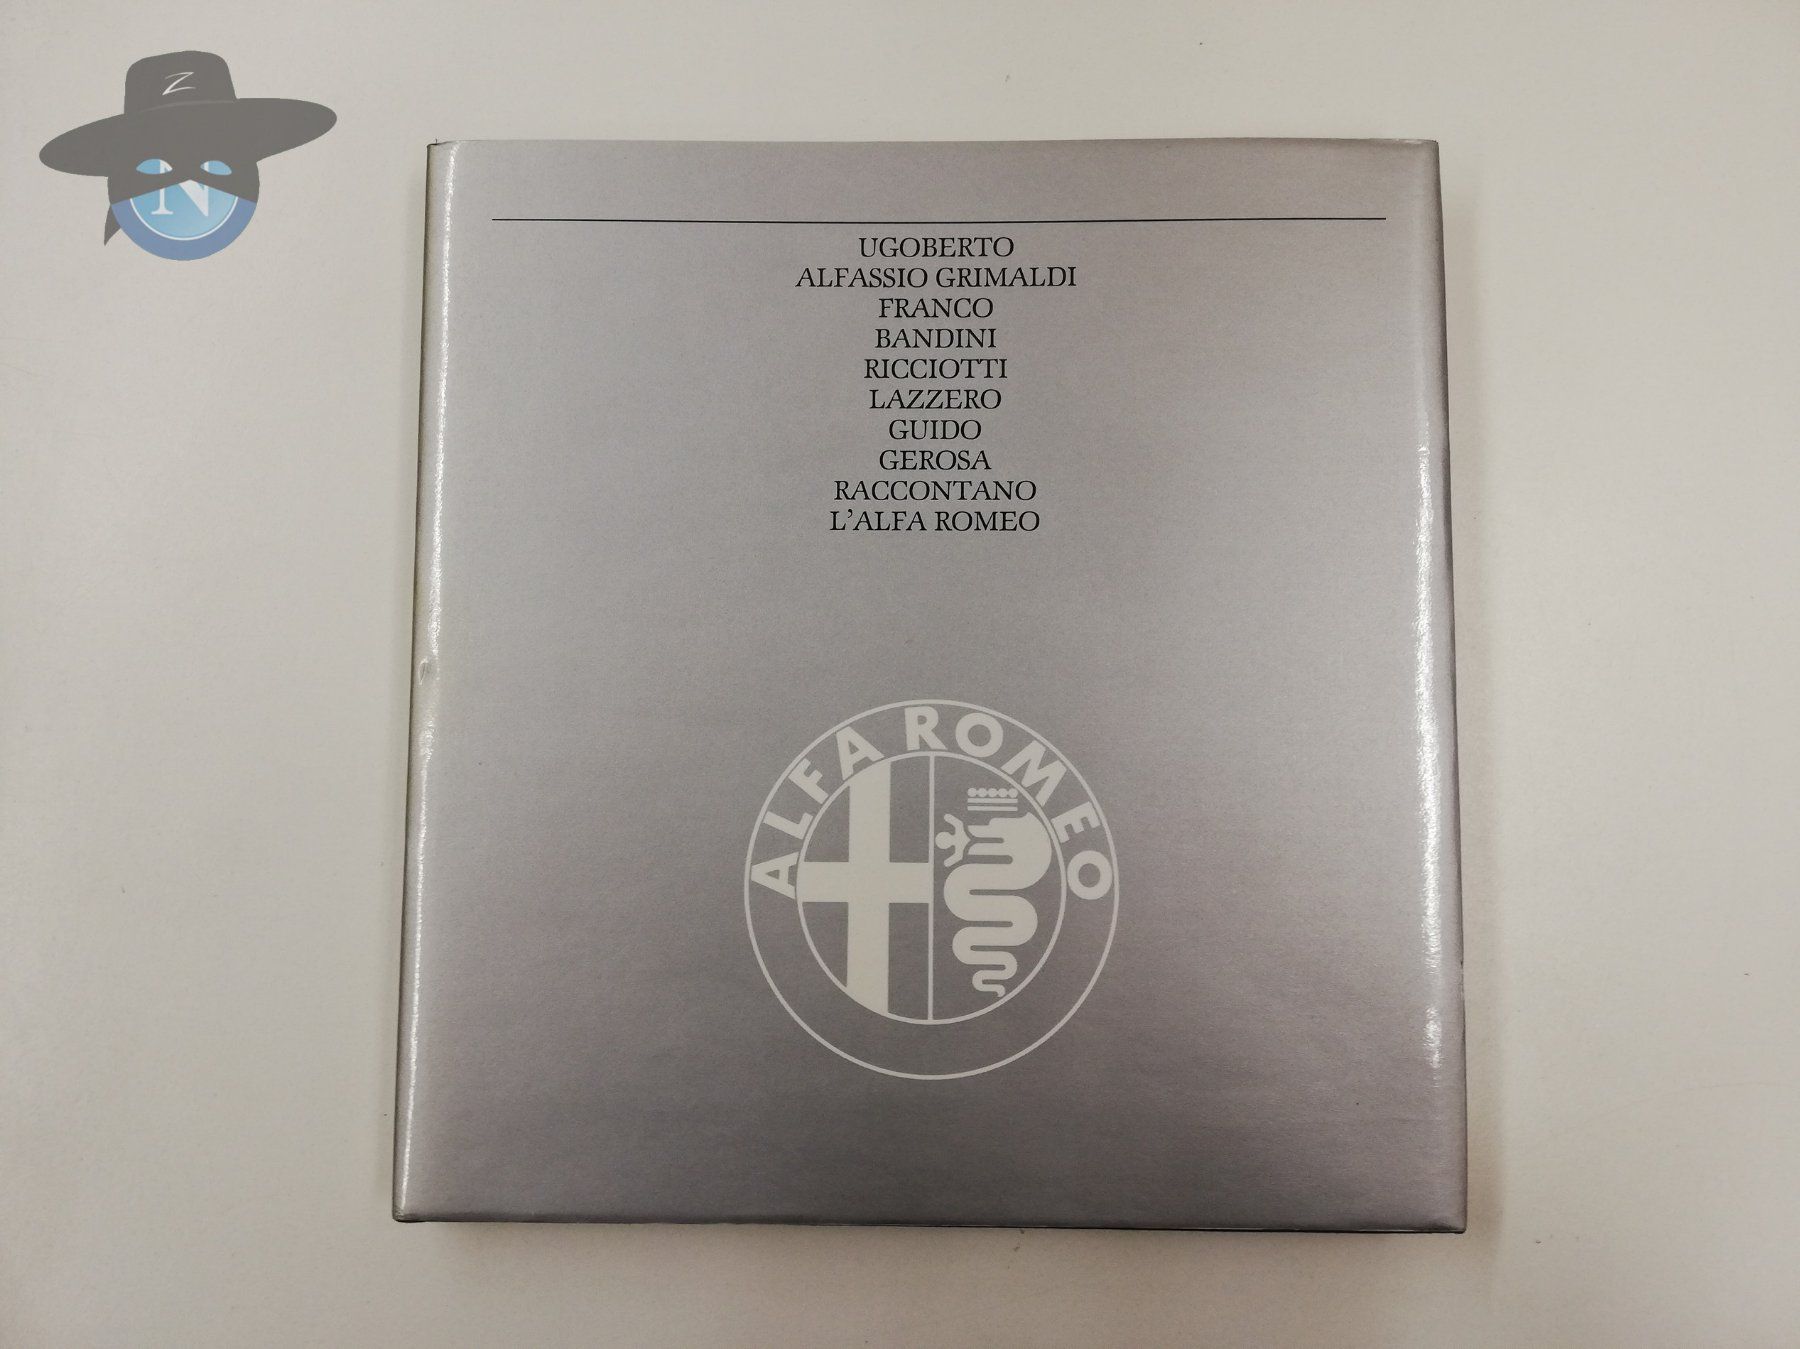 Z
N
UGOBERTO
ALFASSIO GRIMALDI
FRANCO
BANDINI
RICCIOTTI
LAZZERO
GUIDO
GEROSA
RACCONTANO
L'ALFA ROMEO
ALFA ROMEO